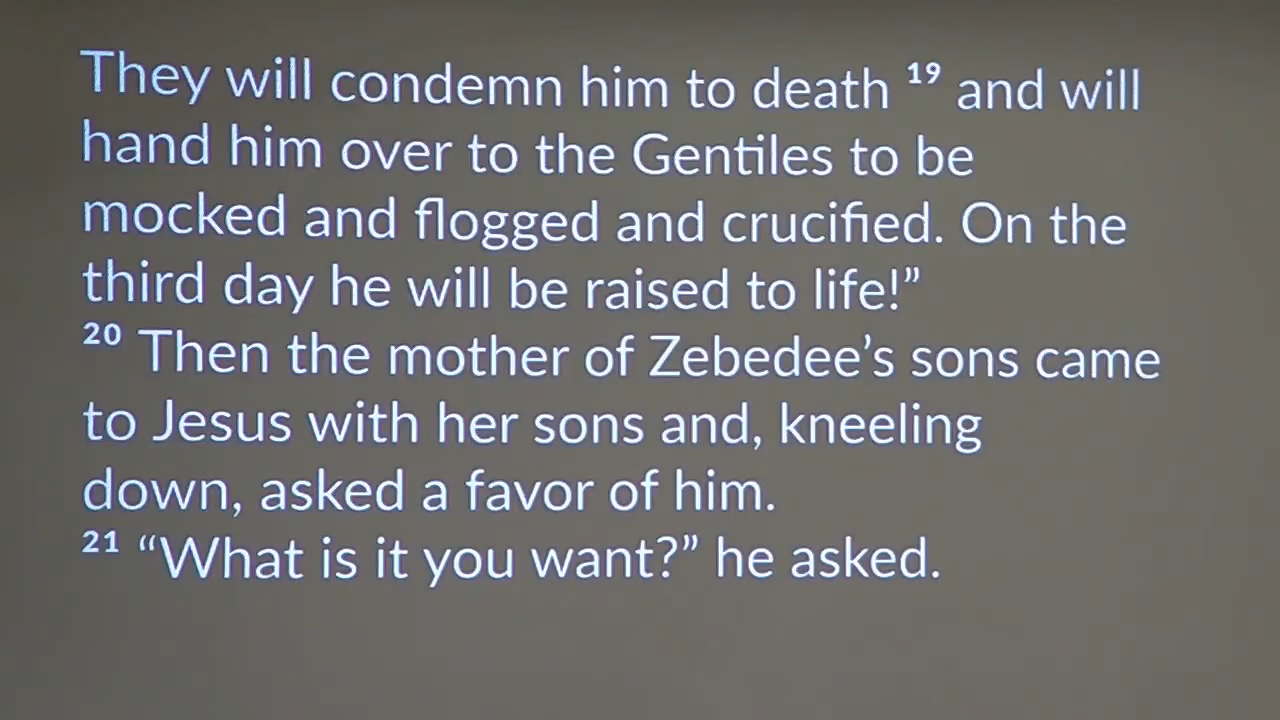 They will condemn him to death ¹⁹ and will
hand him over to the Gentiles to be
mocked and flogged and crucified. On the
third day he will be raised to life!”
²⁰ Then the mother of Zebedee’s sons came
to Jesus with her sons and, kneeling
down, asked a favor of him.
²¹ “What is it you want?” he asked.